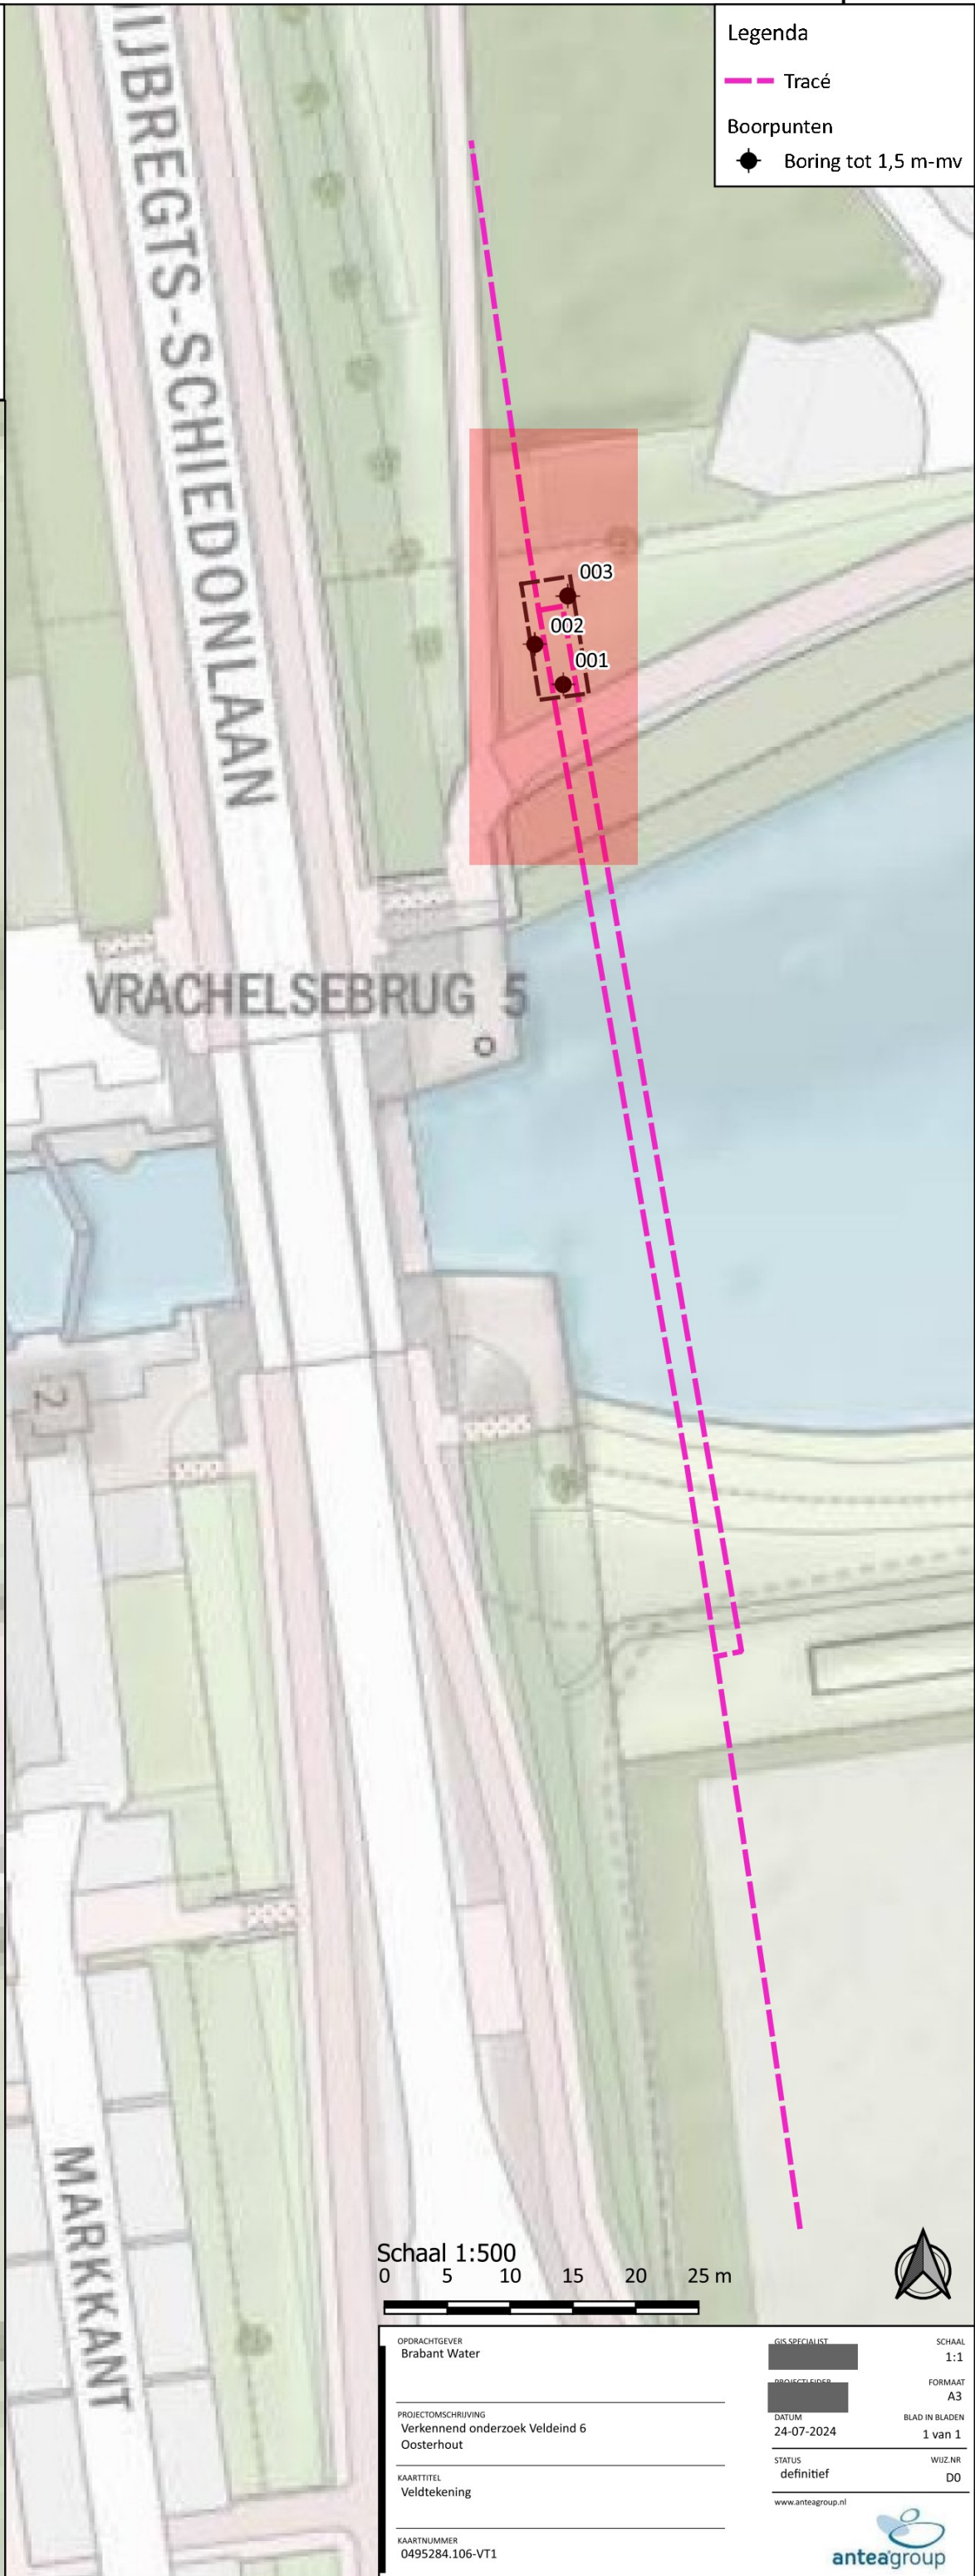 Legenda
Tracé
Boorpunten
Boring tot 1,5 m-mv
IJBREGTS-SCHIEDONLAAN
003
002
001
VRACHELSEBRUG 5
2
MARKKANT
Schaal 1:500
0 5 10 15 20 25 m
OPDRACHTGEVER
Brabant Water
PROJECTOMSCHRIJVING
Verkennend onderzoek Veldeind 6
Oosterhout
KAARTTITEL
Veldtekening
KAARTNUMMER
0495284.106-VT1
GIS SPECIALIST
PROJECTLEIDER
DATUM
24-07-2024
STATUS
definitief
www.anteagroup.nl
SCHAAL
1:1
FORMAAT
A3
BLAD IN BLADEN
1 van 1
WIJZ.NR
D0
anteagroup